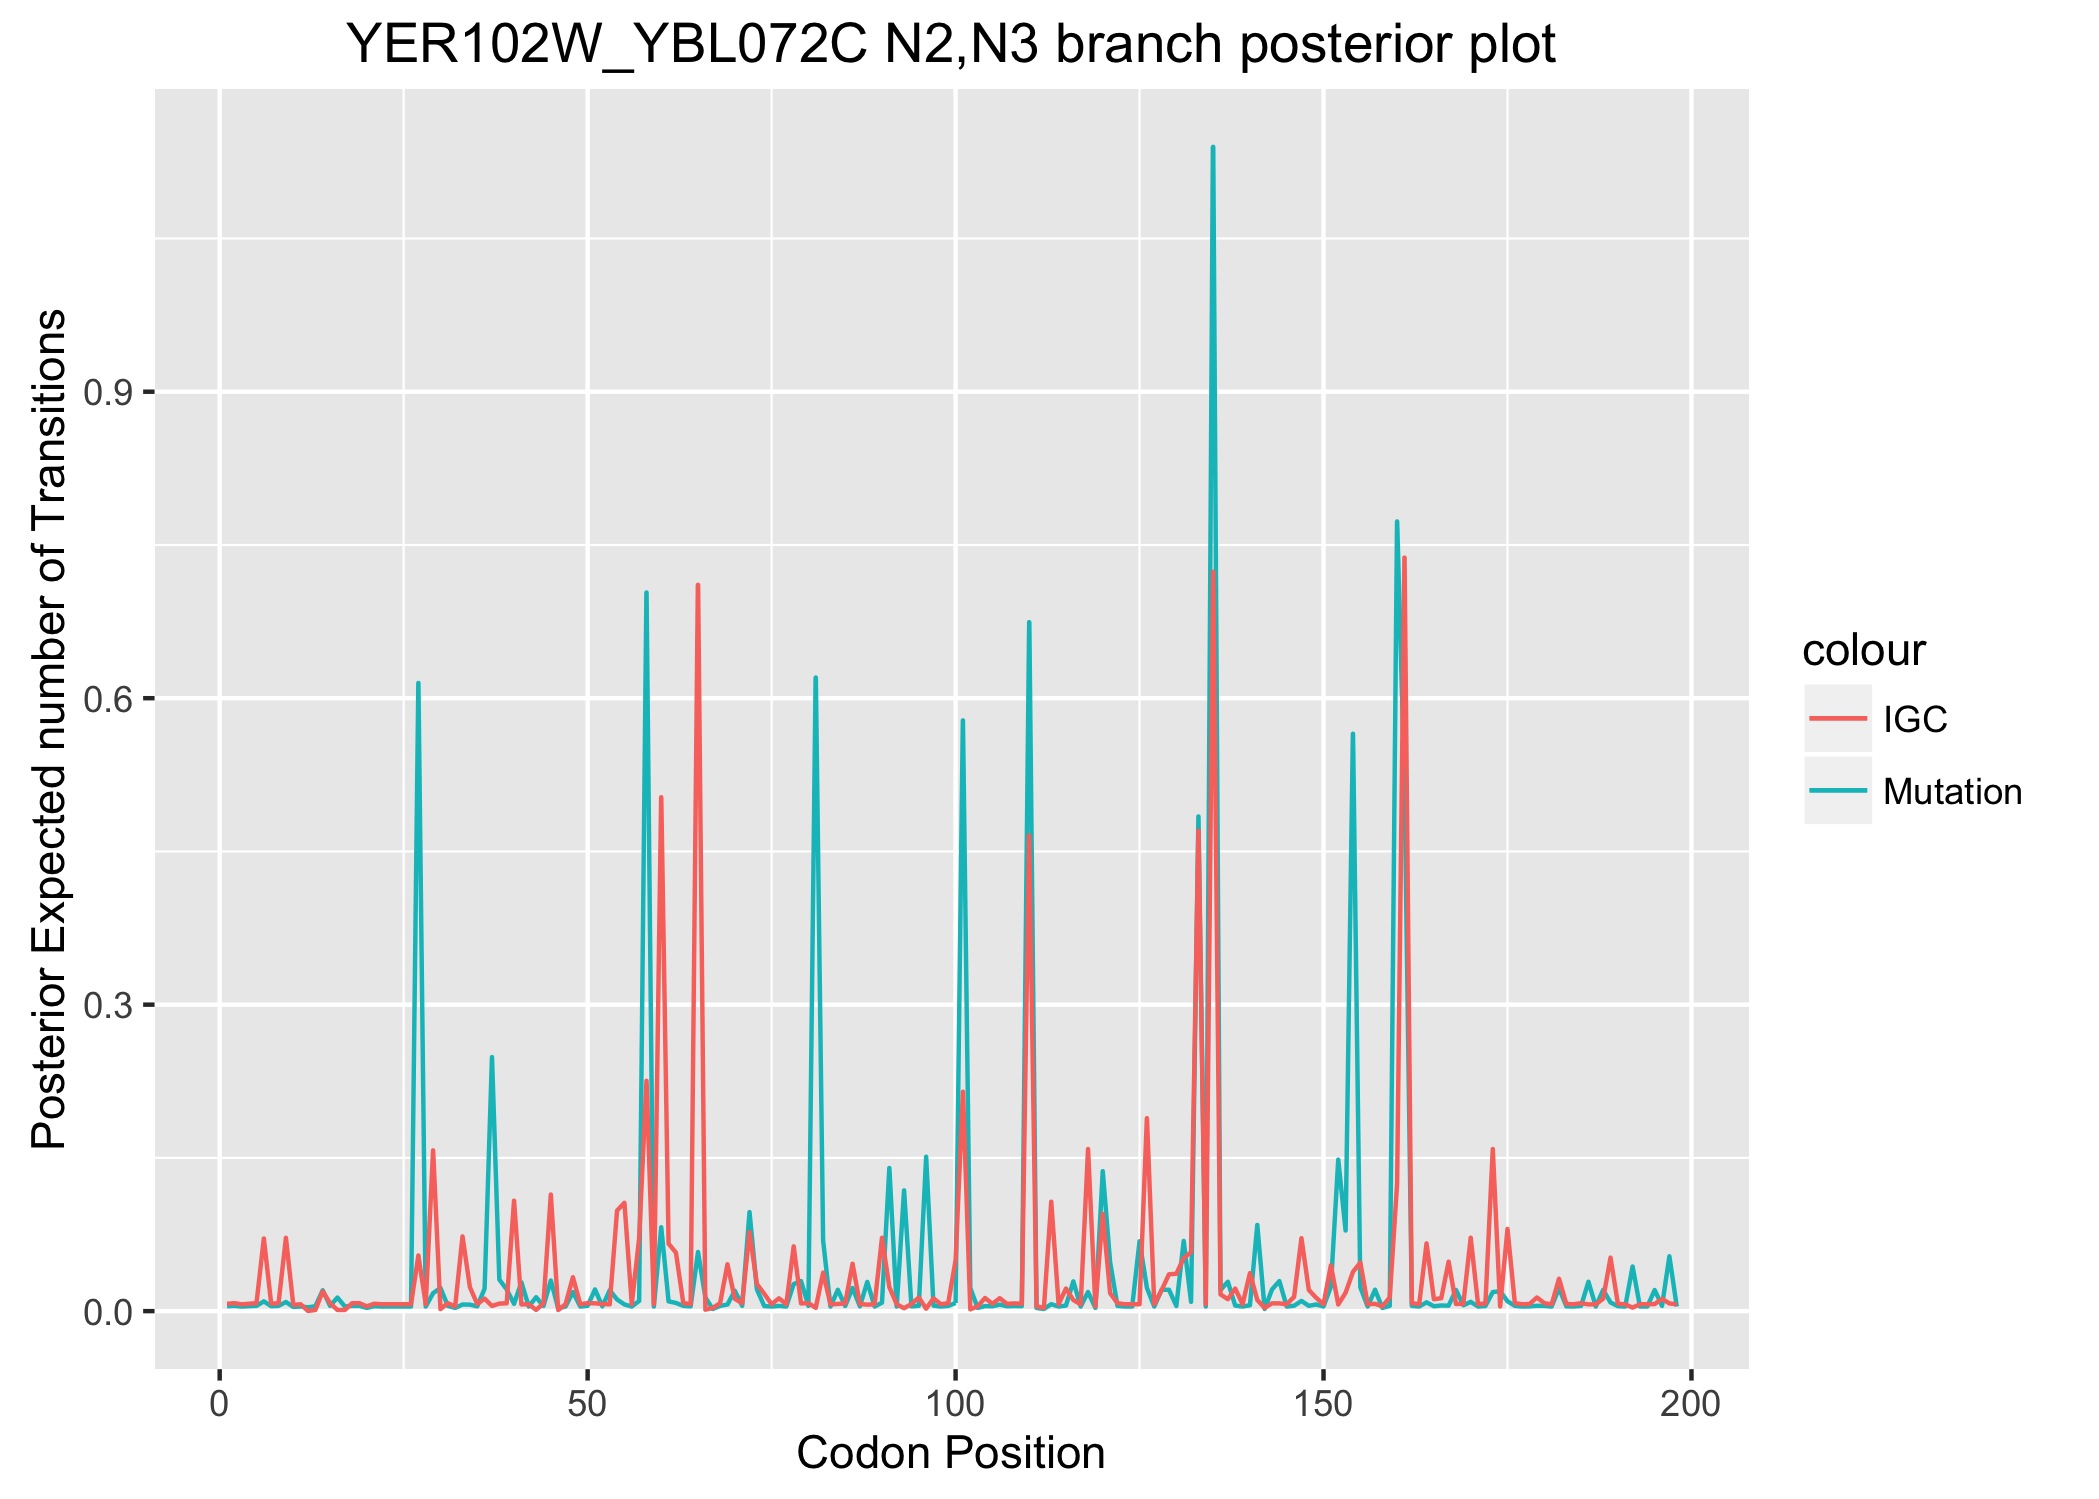 YER102W_YBL072C N2,N3 branch posterior plot
Posterior Expected number of Transitions
0.9
0.6
0.3
0.0
0 50 100 150 200
Codon Position
colour
IGC
Mutation